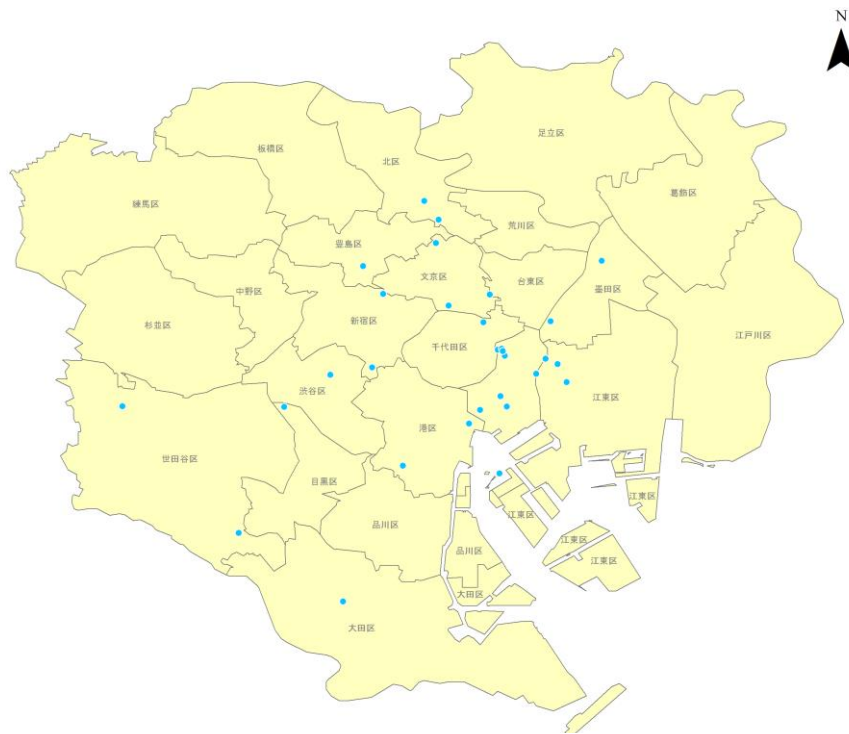 N
足立区
板橋区
北区
葛飾区
練馬区
荒川区
豊島区
文京区
台東区
墨田区
中野区
新宿区
杉並区
江戸川区
千代田区
渋谷区
江東区
港区
世田谷区
目黒区
江東区
江東区
品川区
江東区
品川区
江東区
大田区
大田区